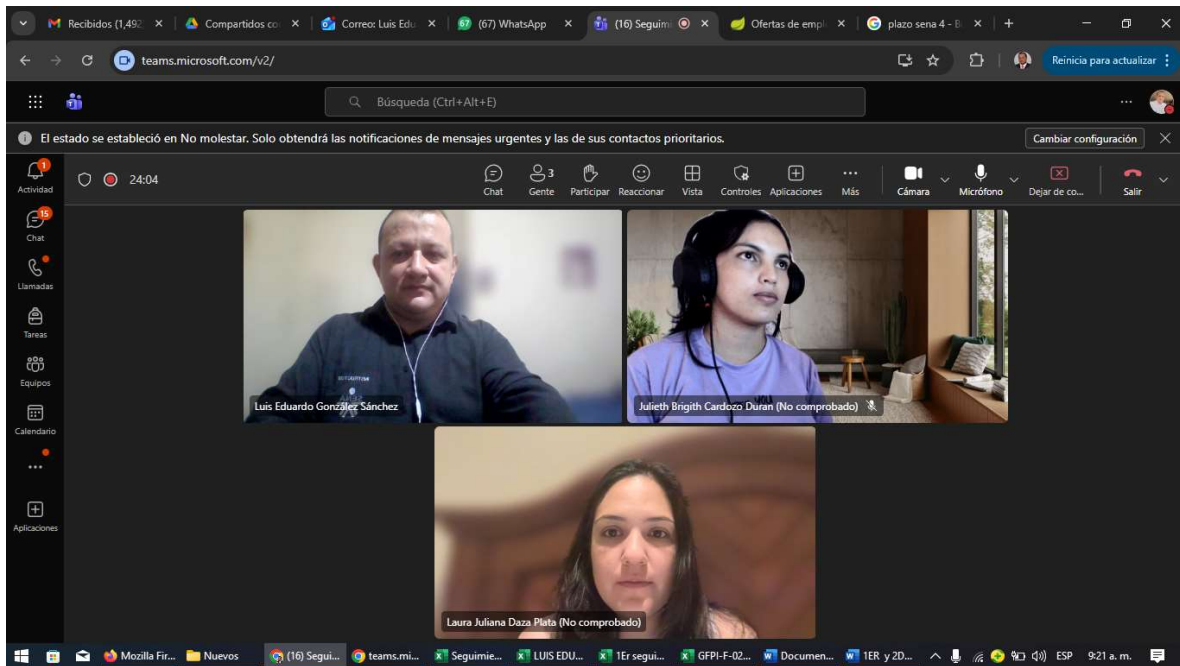 Recibidos (1,492
Compartidos co
Correo: Luis Edu
(67) WhatsApp
(16) Seguim
Ofertas de empl
plazo sena 4 - B
teams.microsoft.com/v2/
Reinicia para actualizar
Búsqueda (Ctrl+Alt+E)
El estado se estableció en No molestar. Solo obtendrá las notificaciones de mensajes urgentes y las de sus contactos prioritarios.
Cambiar configuración
24:04
3
Chat
Gente
Participar
Reaccionar
Vista
Controles
Aplicaciones
Más
Cámara
Micrófono
Dejar de co...
Salir
1
Actividad
15
Chat
Llamadas
Tareas
Equipos
Calendario
Aplicaciones
Luis Eduardo González Sánchez
Julieth Brigith Cardozo Duran (No comprobado)
Laura Juliana Daza Plata (No comprobado)
Mozilla Fir...
Nuevos
(16) Segui...
teams.mi...
Seguimie...
LUIS EDU...
1Er segui...
GFPI-F-02...
Documen...
1ER y 2D...
ESP
9:21 a. m.